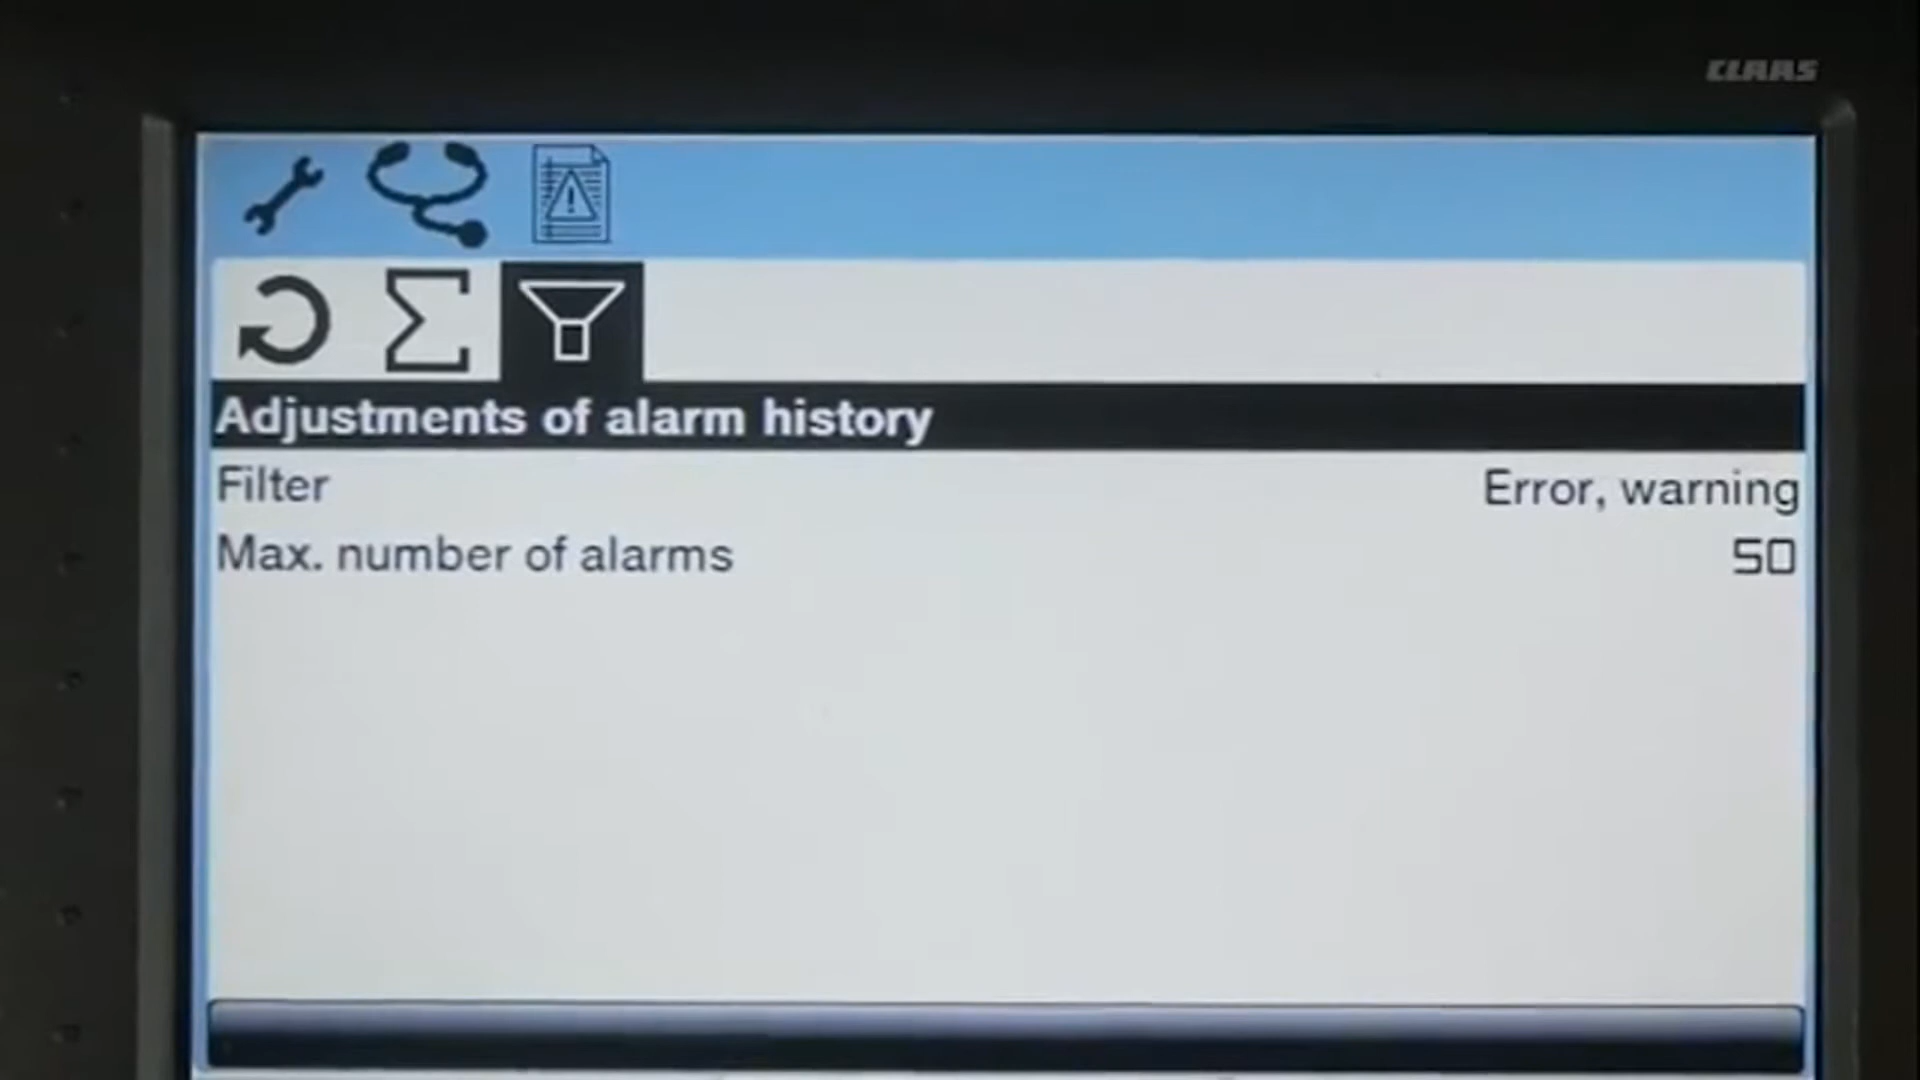 CLAAS
Adjustments of alarm history
Filter Error, warning
Max. number of alarms 50